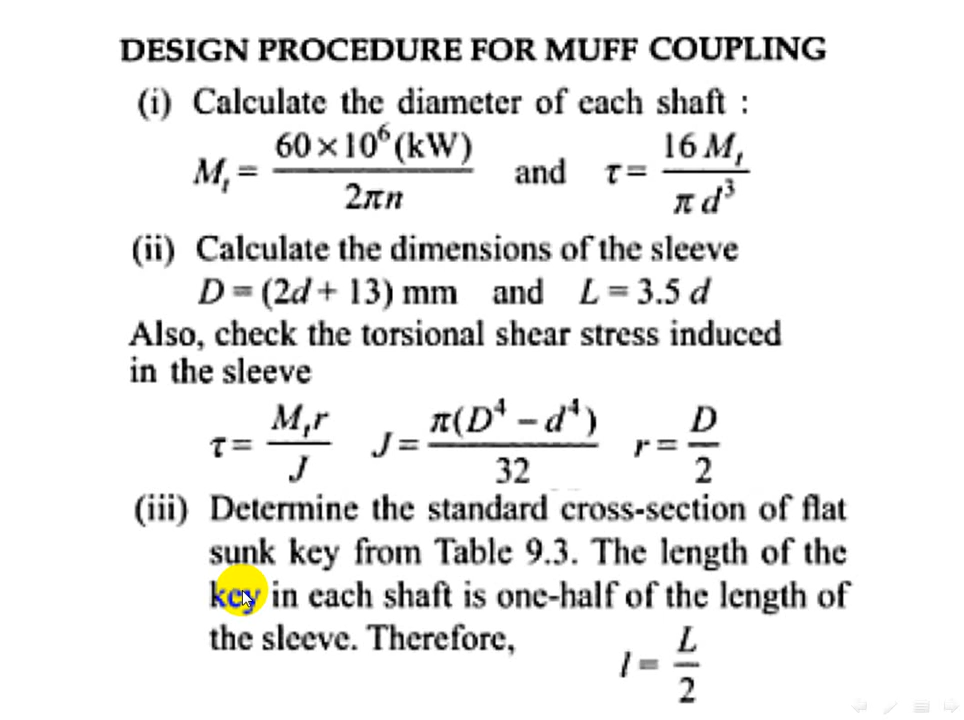 DESIGN PROCEDURE FOR MUFF COUPLING
(i) Calculate the diameter of each shaft :
M_t = 60 × 10^6 (kW) / 2πn and τ = 16 M_t / π d^3
(ii) Calculate the dimensions of the sleeve
D = (2d + 13) mm and L = 3.5 d
Also, check the torsional shear stress induced
in the sleeve
τ = M_t r / J J = π(D^4 – d^4) / 32 r = D / 2
(iii) Determine the standard cross-section of flat
sunk key from Table 9.3. The length of the
key in each shaft is one-half of the length of
the sleeve. Therefore,
l = L / 2